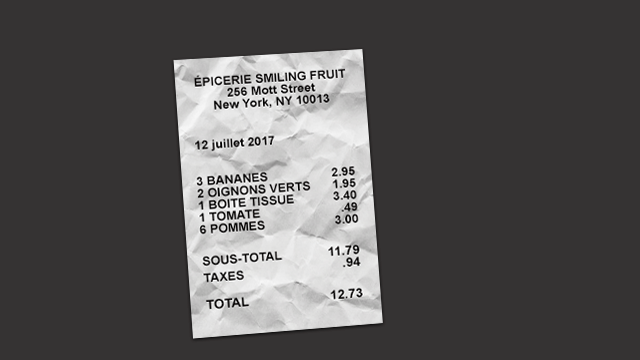 ÉPICERIE SMILING FRUIT
256 Mott Street
New York, NY 10013
12 juillet 2017
3 BANANES 2.95
2 OIGNONS VERTS 1.95
1 BOITE TISSUE 3.40
1 TOMATE .49
6 POMMES 3.00
SOUS-TOTAL 11.79
TAXES .94
TOTAL 12.73